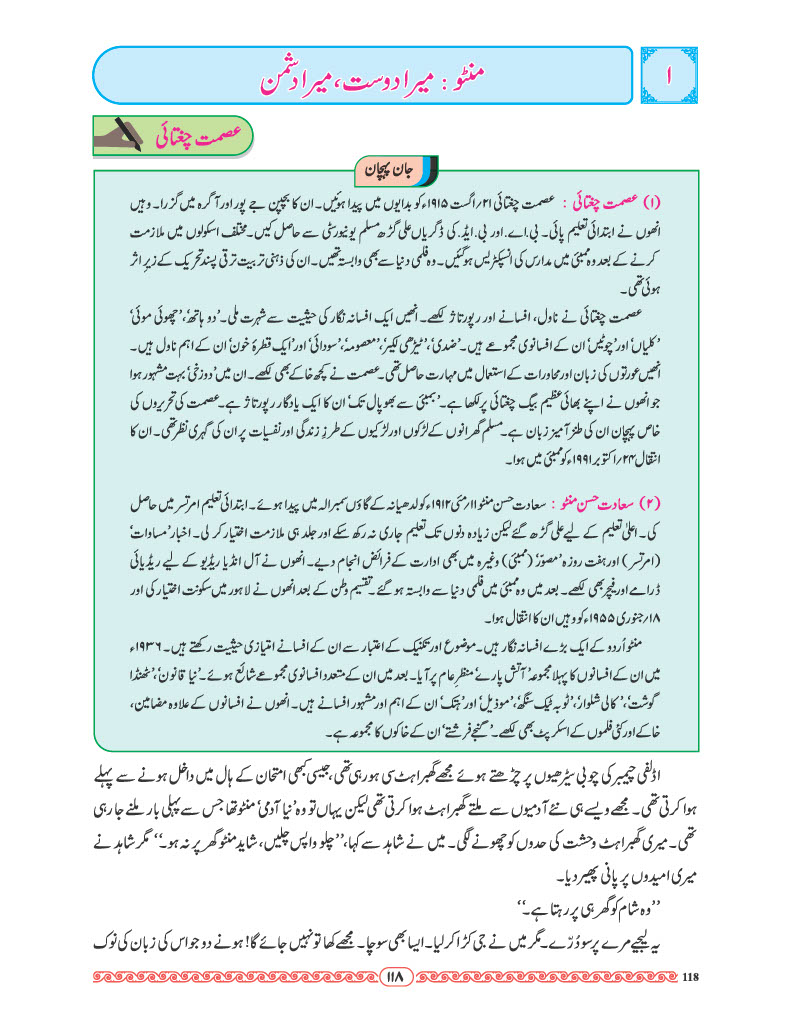 ۱
منٹو : میرا دوست، میرا دشمن
عصمت چغتائی
جان پہچان
(۱) عصمت چغتائی : عصمت چغتائی ۲۱؍اگست ۱۹۱۵ء کو بدایوں میں پیدا ہوئیں۔ ان کا بچپن جے پور اور آگرہ میں گزرا۔ وہیں
انھوں نے ابتدائی تعلیم پائی۔ بی۔اے۔ اور بی۔ایڈ۔ کی ڈگریاں علی گڑھ مسلم یونیورسٹی سے حاصل کیں۔ مختلف اسکولوں میں ملازمت
کرنے کے بعد وہ ممبئی میں مدارس کی انسپکٹریس ہوگئیں۔ وہ فلمی دنیا سے بھی وابستہ تھیں۔ ان کی ذہنی تربیت ترقی پسند تحریک کے زیرِ اثر
ہوئی تھی۔
عصمت چغتائی نے ناول، افسانے اور رپورتاژ لکھے۔ انھیں ایک افسانہ نگار کی حیثیت سے شہرت ملی۔ ’دو ہاتھ‘، ’چھوئی موئی‘
’کلیاں‘ اور ’چوٹیں‘ ان کے افسانوی مجموعے ہیں۔ ’ضدی‘، ’ٹیڑھی لکیر‘، ’معصومہ‘، ’سودائی‘ اور ’ایک قطرۂ خون‘ ان کے اہم ناول ہیں۔
انھیں عورتوں کی زبان اور محاورات کے استعمال میں مہارت حاصل تھی۔ عصمت نے کچھ خاکے بھی لکھے۔ ان میں ’دوزخی‘ بہت مشہور ہوا
جو انھوں نے اپنے بھائی عظیم بیگ چغتائی پر لکھا ہے۔ ’بمبئی سے بھوپال تک‘ ان کا ایک یادگار رپورتاژ ہے۔ عصمت کی تحریروں کی
خاص پہچان ان کی طنز آمیز زبان ہے۔ مسلم گھرانوں کے لڑکوں اور لڑکیوں کے طرزِ زندگی اور نفسیات پر ان کی گہری نظر تھی۔ ان کا
انتقال ۲۴؍اکتوبر ۱۹۹۱ء کو ممبئی میں ہوا۔
(۲) سعادت حسن منٹو : سعادت حسن منٹو ۱۱؍مئی ۱۹۱۲ء کو لدھیانہ کے گاؤں سمبرالہ میں پیدا ہوئے۔ ابتدائی تعلیم امرتسر میں حاصل
کی۔ اعلیٰ تعلیم کے لیے علی گڑھ گئے لیکن زیادہ دنوں تک تعلیم جاری نہ رکھ سکے اور جلد ہی ملازمت اختیار کر لی۔ اخبار ’مساوات‘
(امرتسر) اور ہفت روزہ ’مصوّر‘ (ممبئی) وغیرہ میں بھی ادارت کے فرائض انجام دیے۔ انھوں نے آل انڈیا ریڈیو کے لیے ریڈیائی
ڈرامے اور فیچر بھی لکھے۔ بعد میں وہ ممبئی میں فلمی دنیا سے وابستہ ہو گئے۔ تقسیمِ وطن کے بعد انھوں نے لاہور میں سکونت اختیار کی اور
۱۸؍جنوری ۱۹۵۵ء کو وہیں ان کا انتقال ہوا۔
منٹو اُردو کے ایک بڑے افسانہ نگار ہیں۔ موضوع اور تکنیک کے اعتبار سے ان کے افسانے امتیازی حیثیت رکھتے ہیں۔ ۱۹۳۶ء
میں ان کے افسانوں کا پہلا مجموعہ ’آتش پارے‘ منظرِ عام پر آیا۔ بعد میں ان کے متعدد افسانوی مجموعے شائع ہوئے۔ ’نیا قانون‘، ’ٹھنڈا
گوشت‘، ’کالی شلوار‘، ’ٹوبہ ٹیک سنگھ‘، ’موذیل‘ اور ’ہتک‘ ان کے اہم اور مشہور افسانے ہیں۔ انھوں نے افسانوں کے علاوہ مضامین،
خاکے اور کئی فلموں کے اسکرپٹ بھی لکھے۔ ’گنجے فرشتے‘ ان کے خاکوں کا مجموعہ ہے۔
اڈلفی چیمبر کی چوبی سیڑھیوں پر چڑھتے ہوئے مجھے گھبراہٹ سی ہو رہی تھی، جیسی کبھی امتحان کے ہال میں داخل ہونے سے پہلے
ہوا کرتی تھی۔ مجھے ویسے ہی نئے آدمیوں سے ملتے گھبراہٹ ہوا کرتی تھی لیکن یہاں تو وہ ’نیا آدمی‘ منٹو تھا جس سے پہلی بار ملنے جا رہی
تھی۔ میری گھبراہٹ وحشت کی حدوں کو چھونے لگی۔ میں نے شاہد سے کہا، ’’چلو واپس چلیں، شاید منٹو گھر پر نہ ہو۔‘‘ مگر شاہد نے
میری امیدوں پر پانی پھیر دیا۔
’’وہ شام کو گھر ہی پر رہتا ہے۔‘‘
یہ لیجیے مرے پر سو دُرّے۔ مگر میں نے جی کڑا کر لیا۔ ایسا بھی سوچا۔ مجھے کھا تو نہیں جائے گا! ہونے دو جو اس کی زبان کی نوک
۱۱۸
118